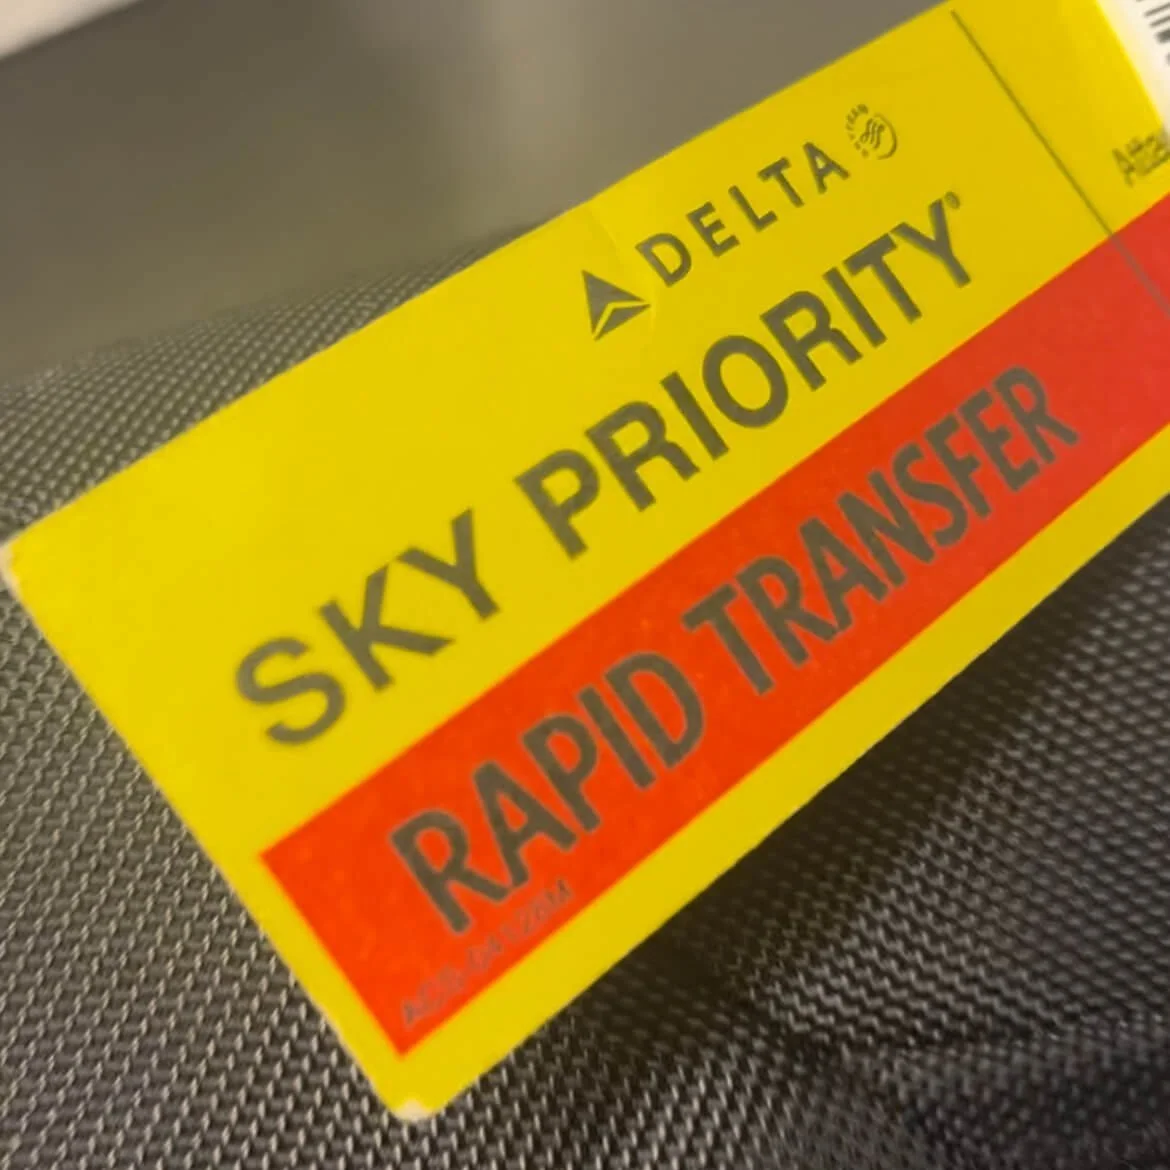 DELTA
SKY PRIORITY®
RAPID TRANSFER